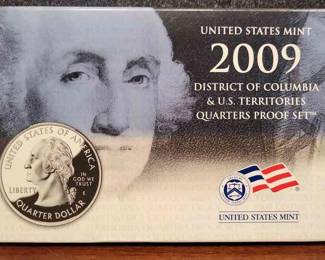 UNITED STATES MINT
2009
DISTRICT OF COLUMBIA
& U.S. TERRITORIES
QUARTERS PROOF SET™
UNITED STATES OF AMERICA
LIBERTY
IN
GOD WE
TRUST
S
QUARTER DOLLAR
UNITED STATES MINT